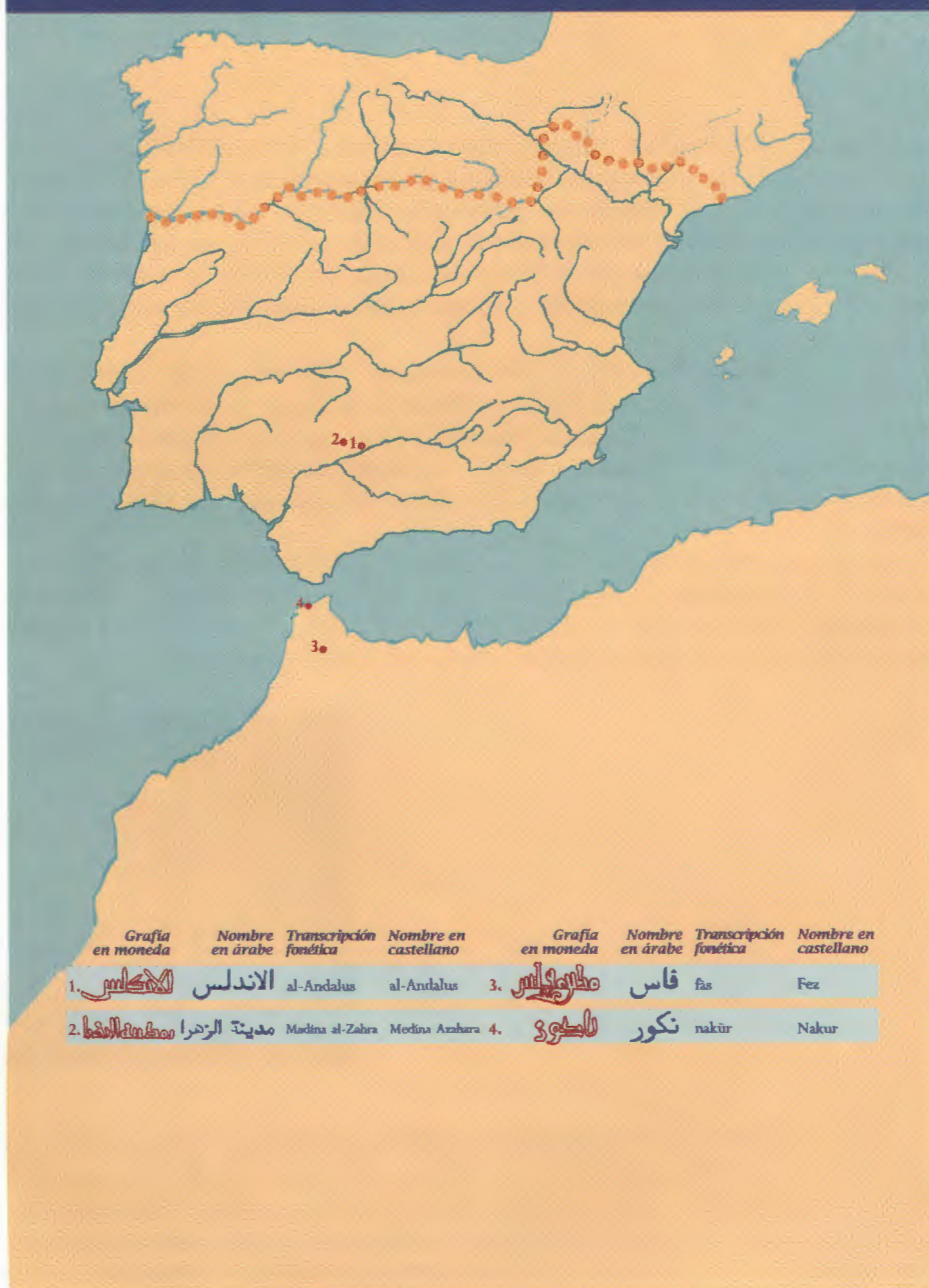 2 1
4
3
Grafía en moneda Nombre en árabe Transcripción fonética Nombre en castellano Grafía en moneda Nombre en árabe Transcripción fonética Nombre en castellano
1. الاندلس al-Andalus al-Andalus 3. فاس fās Fez
2. مدينة الزهرا Madina al-Zahra Medina Azahara 4. نكور nakūr Nakur